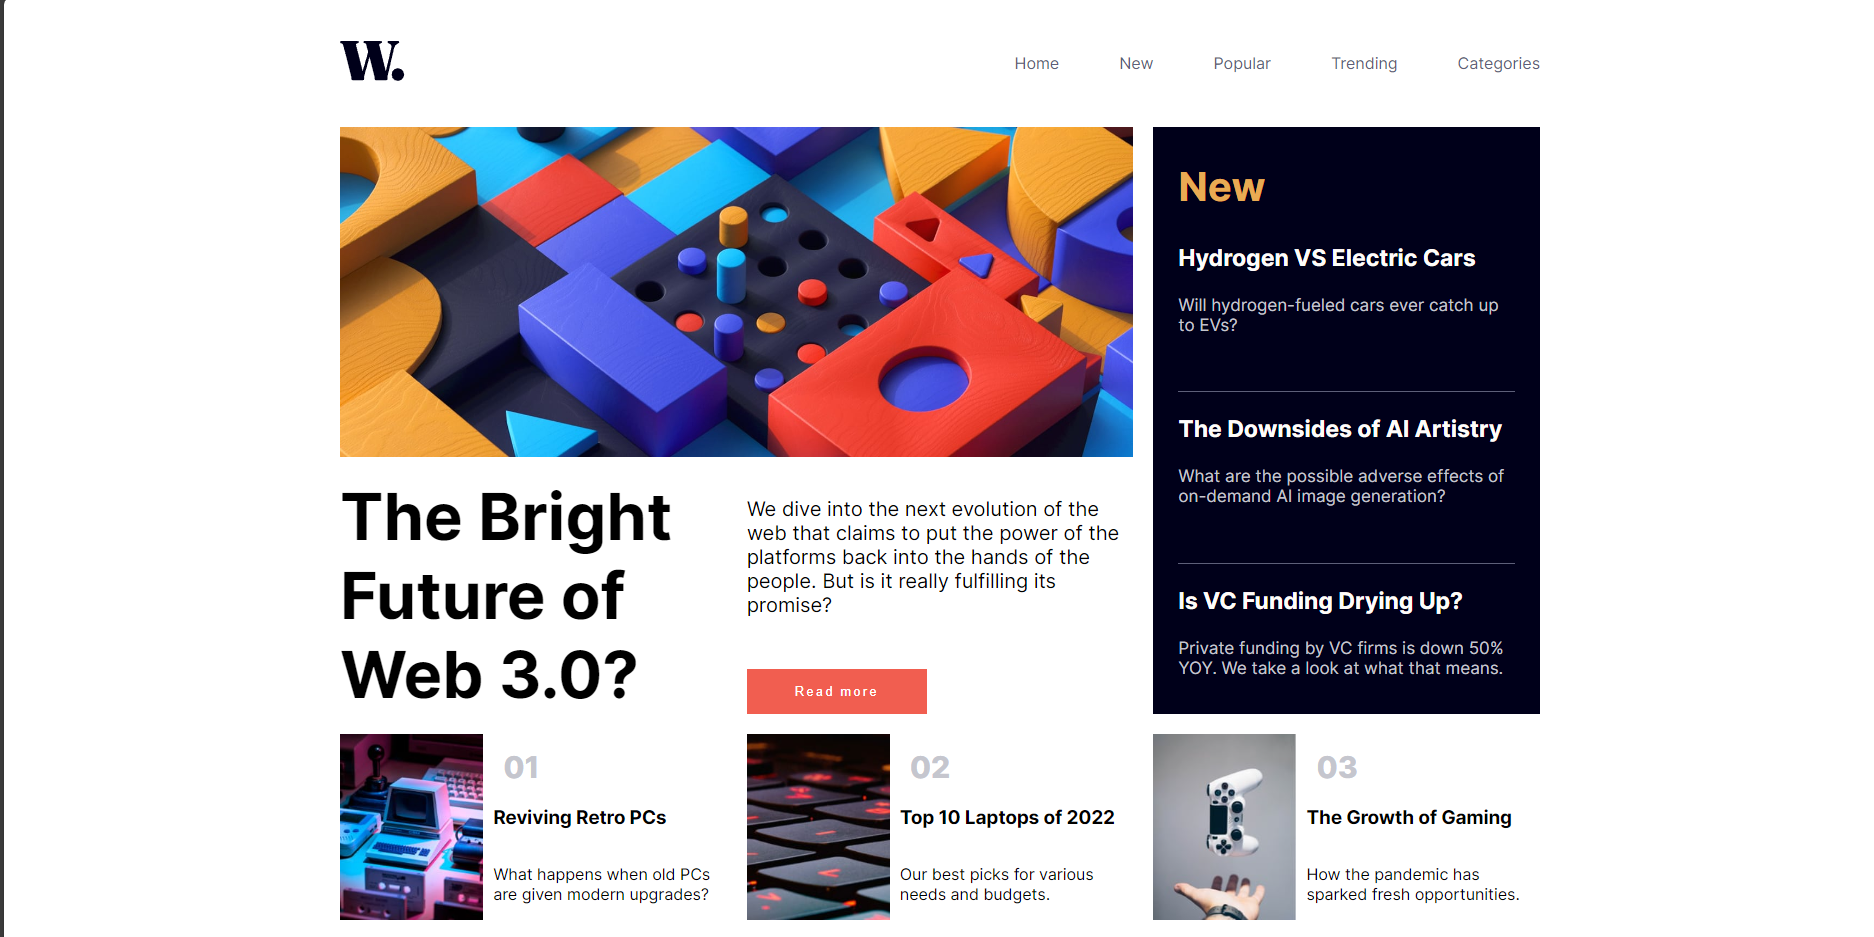 W.
Home New Popular Trending Categories
New
Hydrogen VS Electric Cars
Will hydrogen-fueled cars ever catch up
to EVs?
The Downsides of AI Artistry
What are the possible adverse effects of
on-demand AI image generation?
Is VC Funding Drying Up?
Private funding by VC firms is down 50%
YOY. We take a look at what that means.
The Bright
Future of
Web 3.0?
We dive into the next evolution of the
web that claims to put the power of the
platforms back into the hands of the
people. But is it really fulfilling its
promise?
Read more
01
Reviving Retro PCs
What happens when old PCs
are given modern upgrades?
02
Top 10 Laptops of 2022
Our best picks for various
needs and budgets.
03
The Growth of Gaming
How the pandemic has
sparked fresh opportunities.